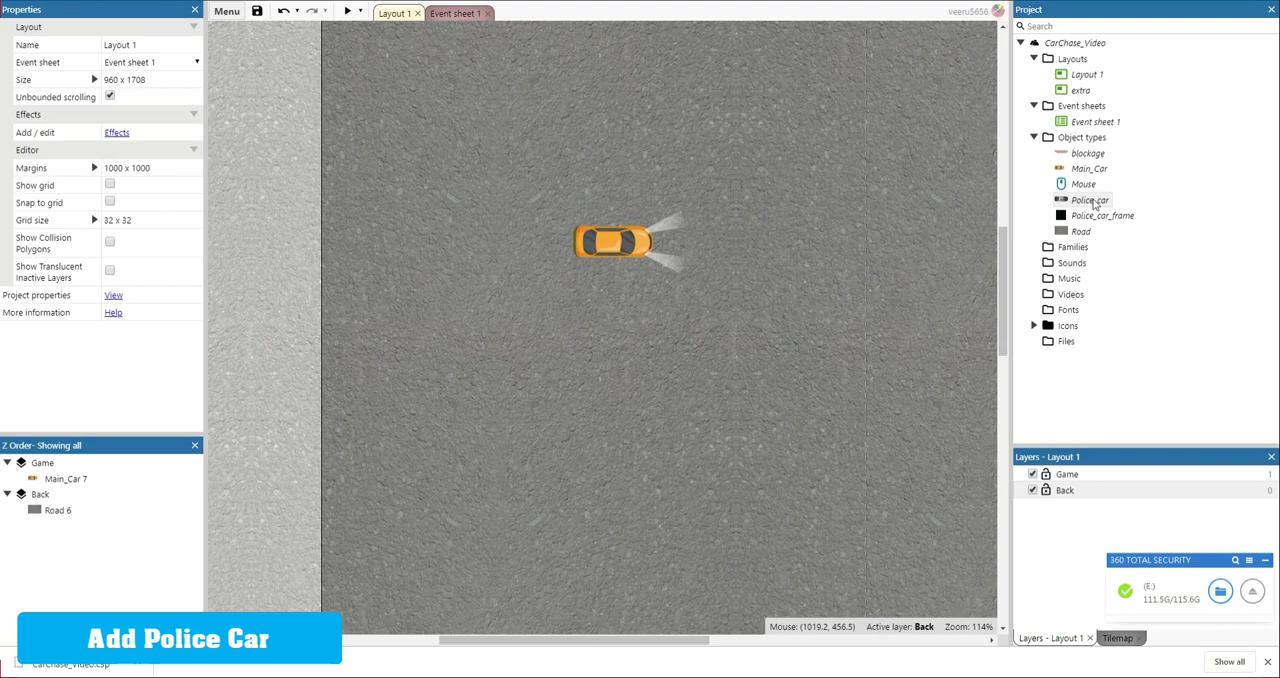 Properties
Layout
Name Layout 1
Event sheet Event sheet 1
Size 960 x 1708
Unbounded scrolling
Effects
Add / edit Effects
Editor
Margins 1000 x 1000
Show grid
Snap to grid
Grid size 32 x 32
Show Collision
Polygons
Show Translucent
Inactive Layers
Project properties View
More information Help
Z Order- Showing all
Game
Main_Car 7
Back
Road 6
Add Police Car
CarChase_Video.c3p
Menu
Layout 1
Event sheet 1
veeru5656
Mouse: (1019.2, 456.5) Active layer: Back Zoom: 114%
Project
Search
CarChase_Video
Layouts
Layout 1
extra
Event sheets
Event sheet 1
Object types
blockage
Main_Car
Mouse
Police_car
Police_car_frame
Road
Families
Sounds
Music
Videos
Fonts
Icons
Files
Layers - Layout 1
Game 1
Back 0
360 TOTAL SECURITY
(E:)
111.5G/115.6G
Layers - Layout 1 Tilemap
Show all